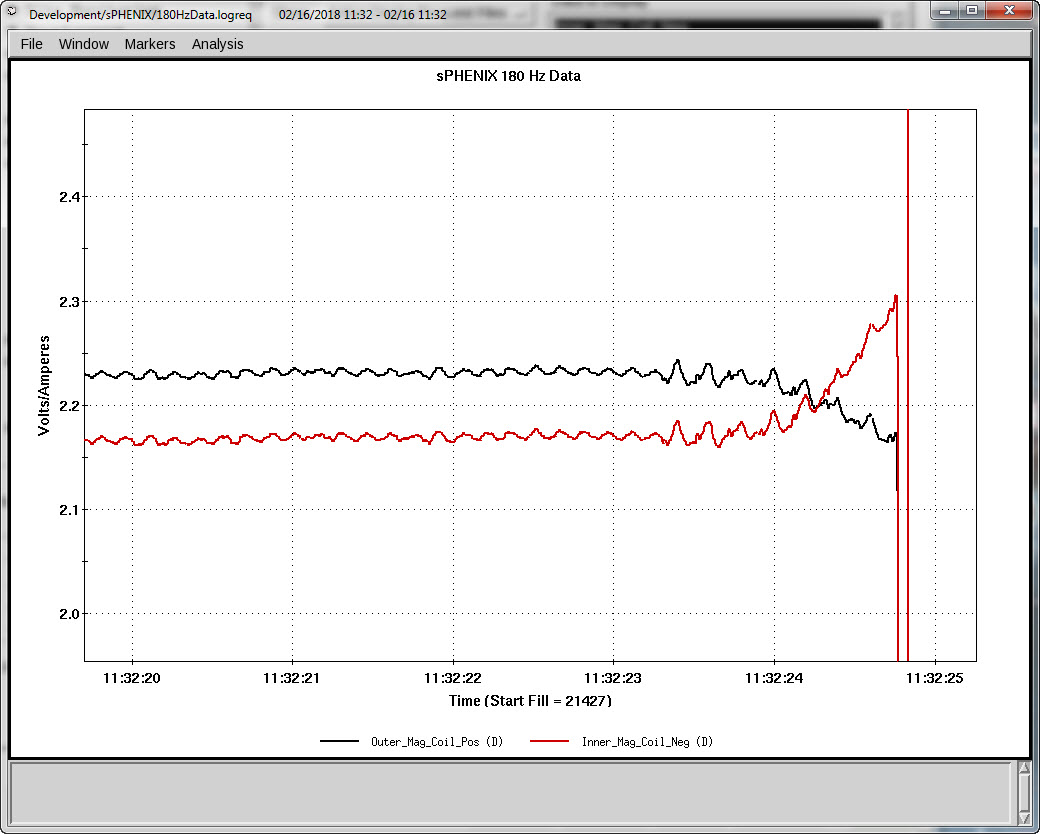 Development/sPHENIX/180HzData.logreq 02/16/2018 11:32 - 02/16 11:32
File Window Markers Analysis
sPHENIX 180 Hz Data
2.4
2.3
2.2
2.1
2.0
Volts/Amperes
11:32:20 11:32:21 11:32:22 11:32:23 11:32:24 11:32:25
Time (Start Fill = 21427)
Outer_Mag_Coil_Pos (D) Inner_Mag_Coil_Neg (D)